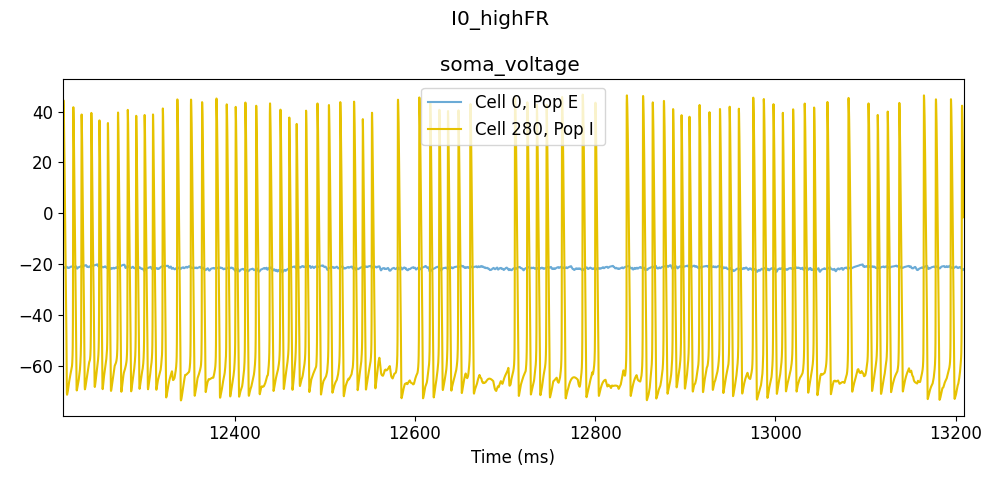 I0_highFR
soma_voltage
Cell 0, Pop E
Cell 280, Pop I
40
20
0
−20
−40
−60
12400 12600 12800 13000 13200
Time (ms)